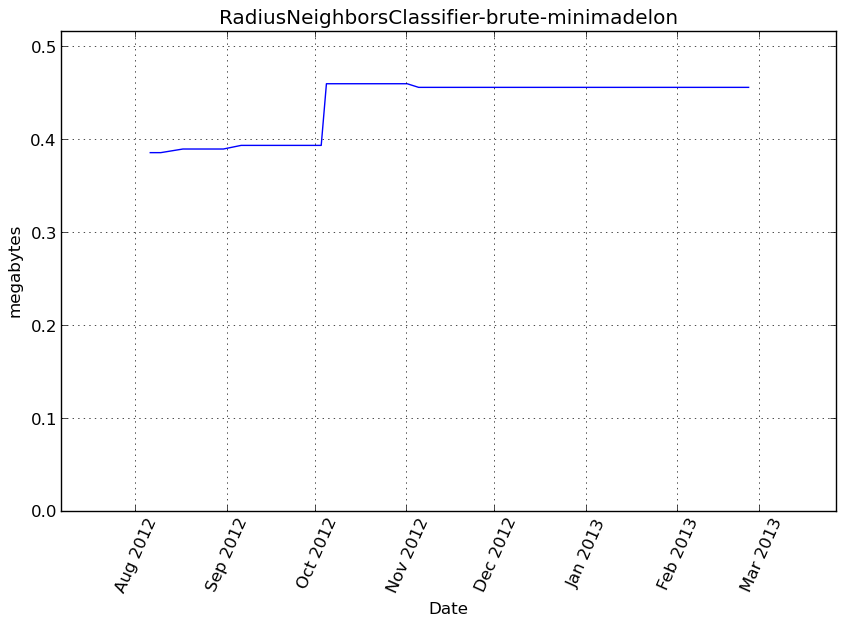 RadiusNeighborsClassifier-brute-minimadelon
0.5
0.4
0.3
0.2
0.1
0.0
megabytes
Aug 2012
Sep 2012
Oct 2012
Nov 2012
Dec 2012
Jan 2013
Feb 2013
Mar 2013
Date